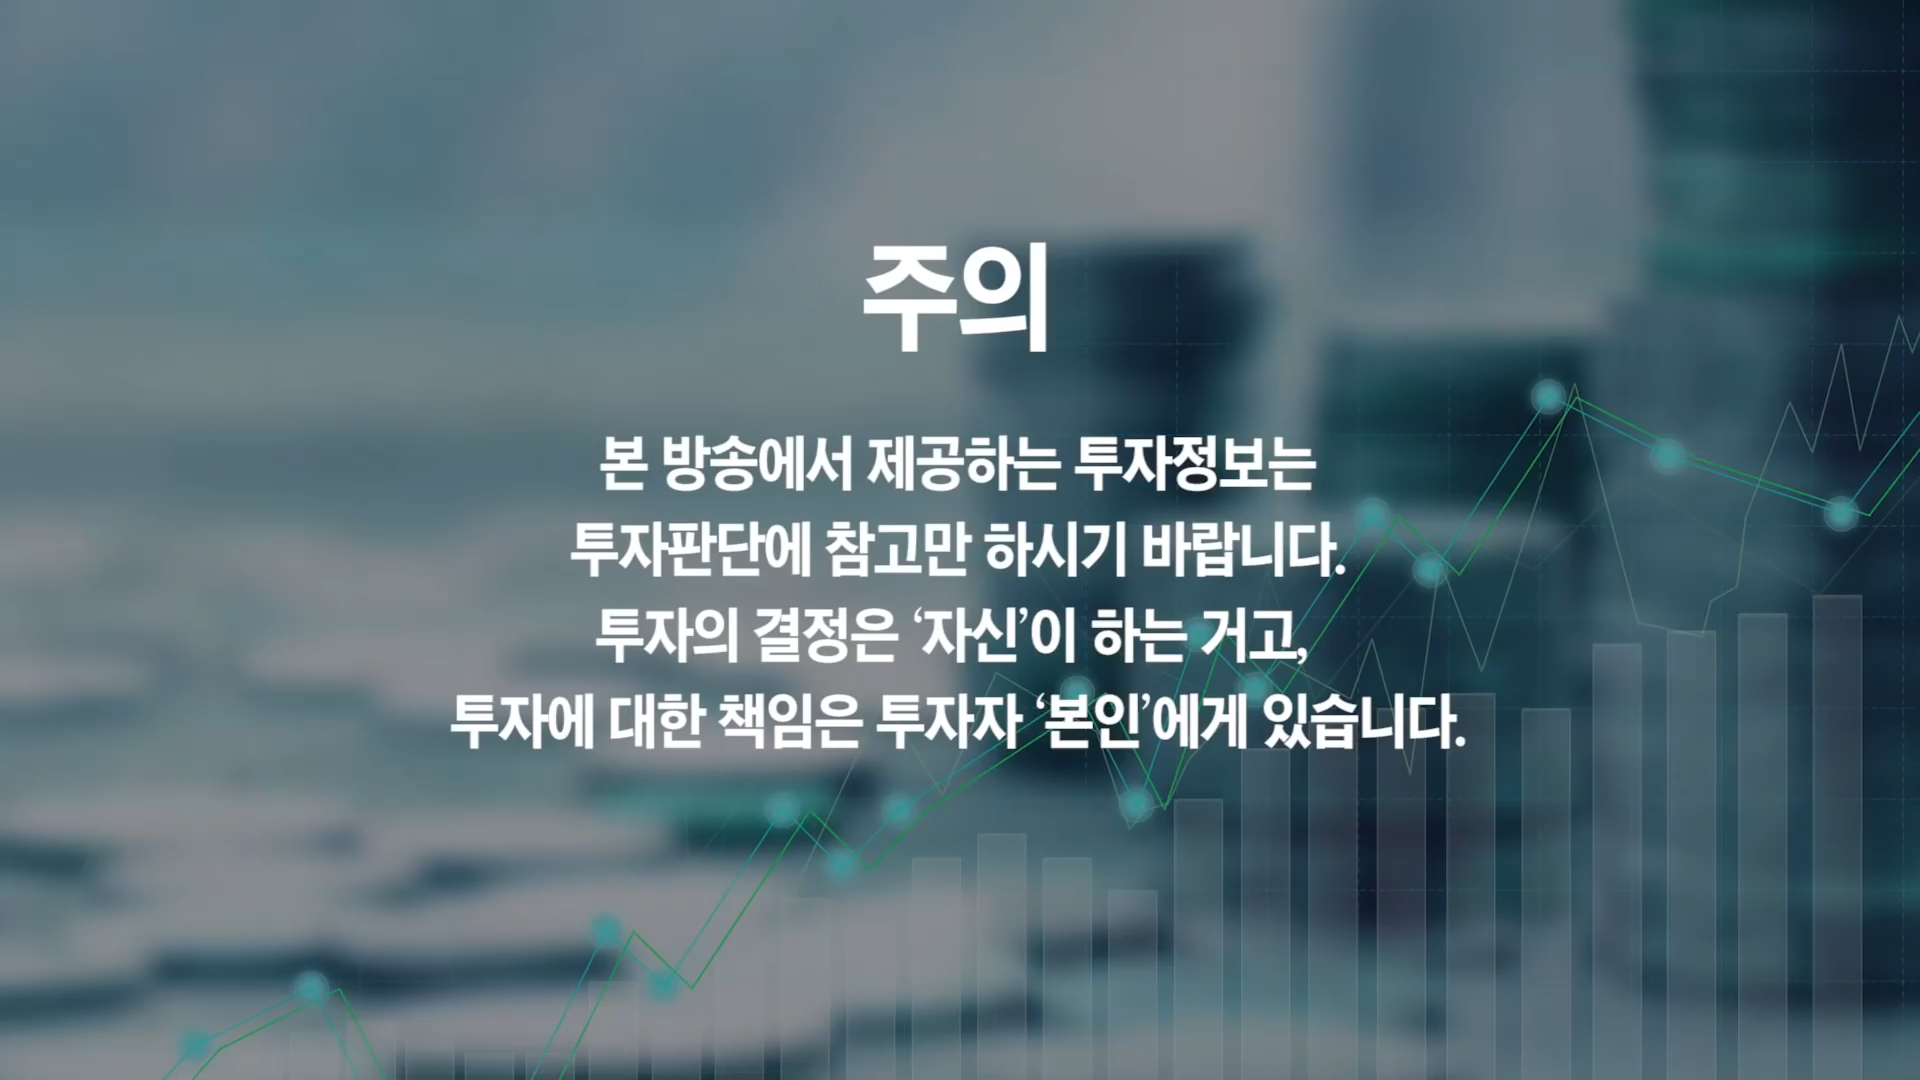 주의
본 방송에서 제공하는 투자정보는
투자판단에 참고만 하시기 바랍니다.
투자의 결정은 ‘자신’이 하는 거고,
투자에 대한 책임은 투자자 ‘본인’에게 있습니다.